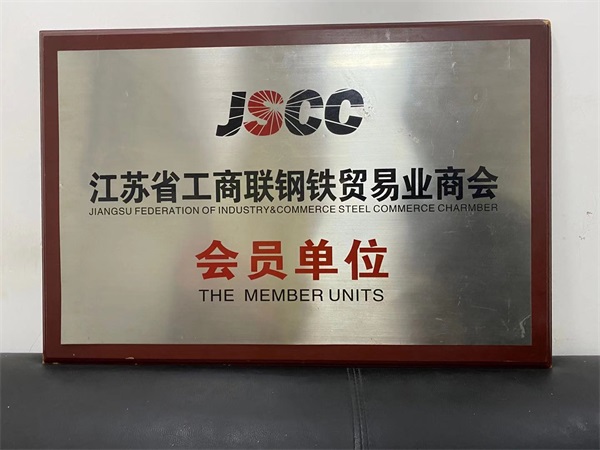 JSCC
江苏省工商联钢铁贸易业商会
JIANGSU FEDERATION OF INDUSTRY&COMMERCE STEEL COMMERCE CHARMBER
会员单位
THE MEMBER UNITS